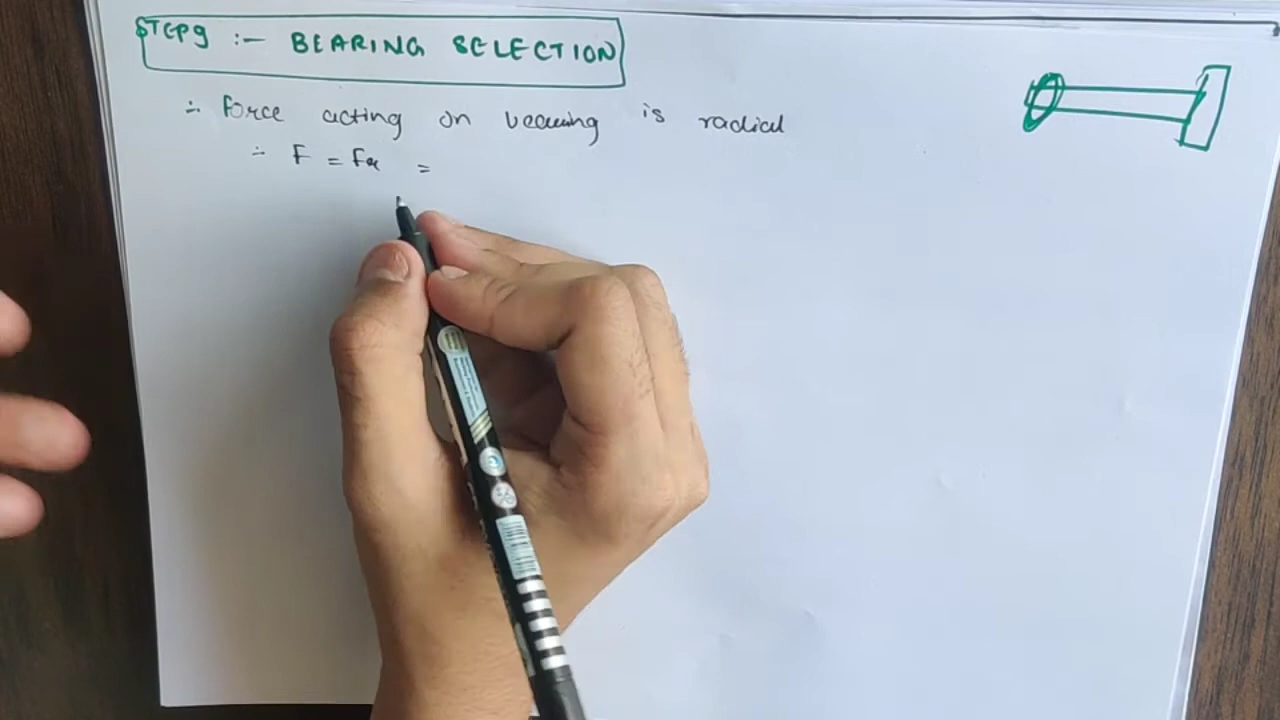 STEP 9 :- BEARING SELECTION
∴ Force acting on bearing is radial
∴ F = Fr =